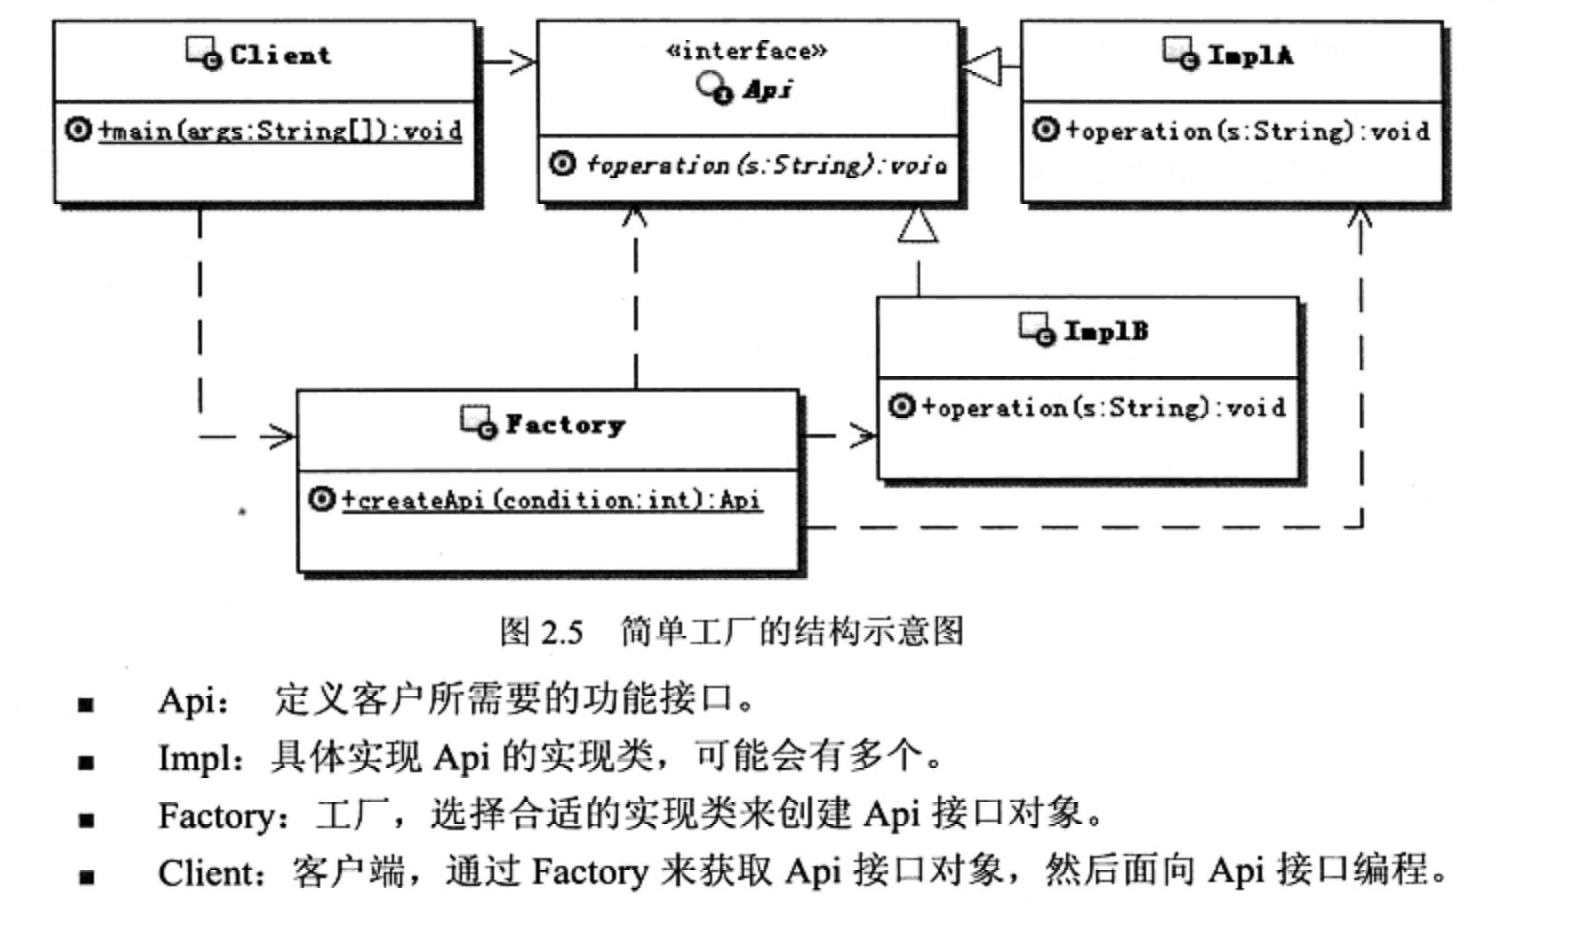 Client
+main(args:String[]):void
«interface»
Api
+operation(s:String):void
ImplA
+operation(s:String):void
ImplB
+operation(s:String):void
Factory
+createApi(condition:int):Api
图 2.5 简单工厂的结构示意图
■ Api： 定义客户所需要的功能接口。
■ Impl：具体实现 Api 的实现类，可能会有多个。
■ Factory：工厂，选择合适的实现类来创建 Api 接口对象。
■ Client：客户端，通过 Factory 来获取 Api 接口对象，然后面向 Api 接口编程。